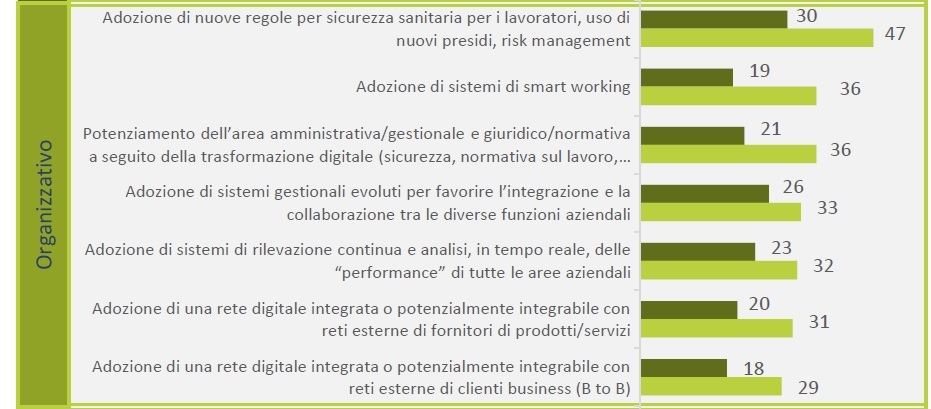 Organizzativo
Adozione di nuove regole per sicurezza sanitaria per i lavoratori, uso di
nuovi presidi, risk management
30
47
Adozione di sistemi di smart working
19
36
Potenziamento dell’area amministrativa/gestionale e giuridico/normativa
a seguito della trasformazione digitale (sicurezza, normativa sul lavoro,…
21
36
Adozione di sistemi gestionali evoluti per favorire l’integrazione e la
collaborazione tra le diverse funzioni aziendali
26
33
Adozione di sistemi di rilevazione continua e analisi, in tempo reale, delle
“performance” di tutte le aree aziendali
23
32
Adozione di una rete digitale integrata o potenzialmente integrabile con
reti esterne di fornitori di prodotti/servizi
20
31
Adozione di una rete digitale integrata o potenzialmente integrabile con
reti esterne di clienti business (B to B)
18
29